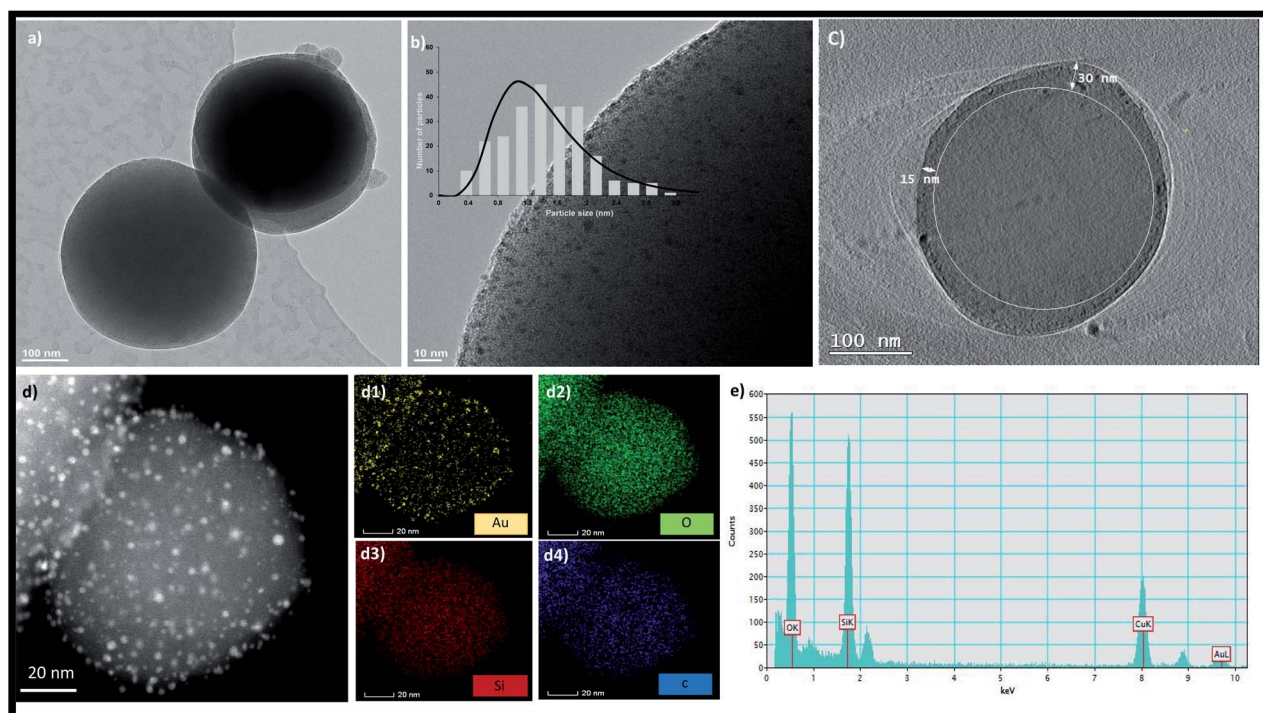 a)
100 nm
b)
Number of particles
60
50
40
30
20
10
0
0 0.4 0.8 1.2 1.6 2 2.4 2.8 3.2
Particle size (nm)
10 nm
C)
30 nm
15 nm
100 nm
d)
20 nm
d1)
20 nm
Au
d2)
20 nm
O
d3)
20 nm
Si
d4)
20 nm
C
e)
Counts
600
550
500
450
400
350
300
250
200
150
100
50
0
OK
SiK
CuK
AuL
0 1 2 3 4 5 6 7 8 9 10
keV